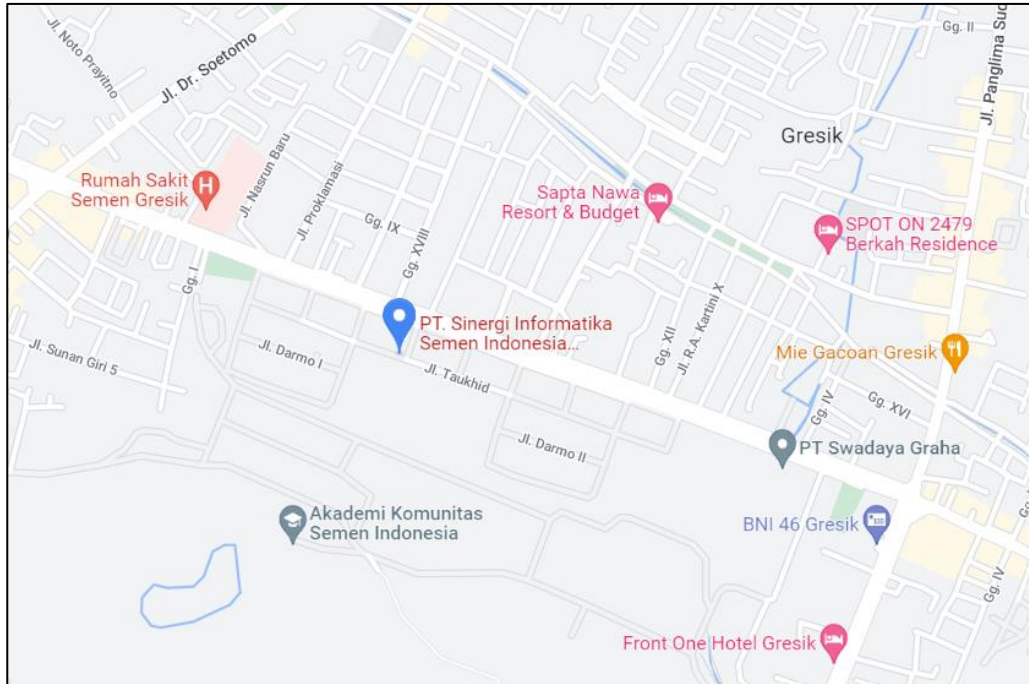 Gg. II
Jl. Panglima Sud
Jl. Noto Prayitno
Jl. Dr. Soetomo
Gresik
Jl. Nasrun Baru
Jl. Proklamasi
Rumah Sakit
Semen Gresik
Sapta Nawa
Resort & Budget
Gg. IX
Gg. XVIII
SPOT ON 2479
Berkah Residence
Gg. I
PT. Sinergi Informatika
Semen Indonesia...
Gg. XII
Jl. R.A. Kartini X
Jl. Sunan Giri 5
Jl. Darmo I
Jl. Taukhid
Mie Gacoan Gresik
Gg. IV
Gg. XVI
Jl. Darmo II
PT Swadaya Graha
Akademi Komunitas
Semen Indonesia
BNI 46 Gresik
Gg. IV
Front One Hotel Gresik